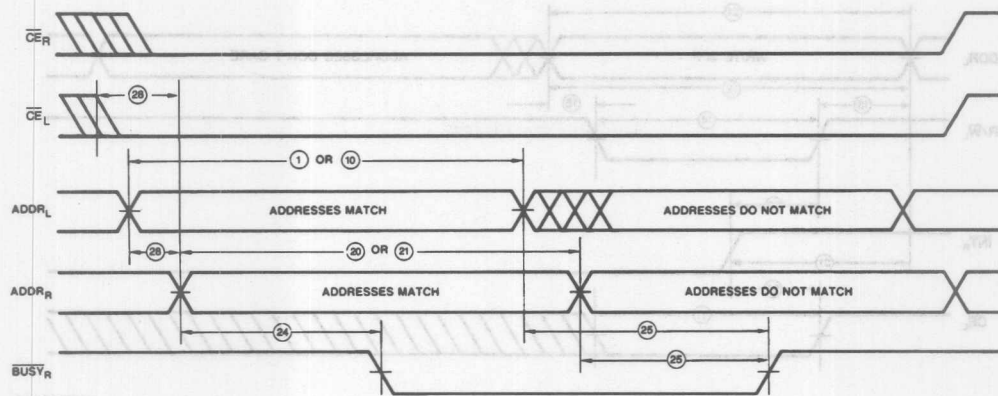 CE_R
CE_L
28
1 OR 10
ADDR_L
ADDRESSES MATCH
ADDRESSES DO NOT MATCH
28
20 OR 21
ADDR_R
ADDRESSES MATCH
ADDRESSES DO NOT MATCH
24
25
25
BUSY_R